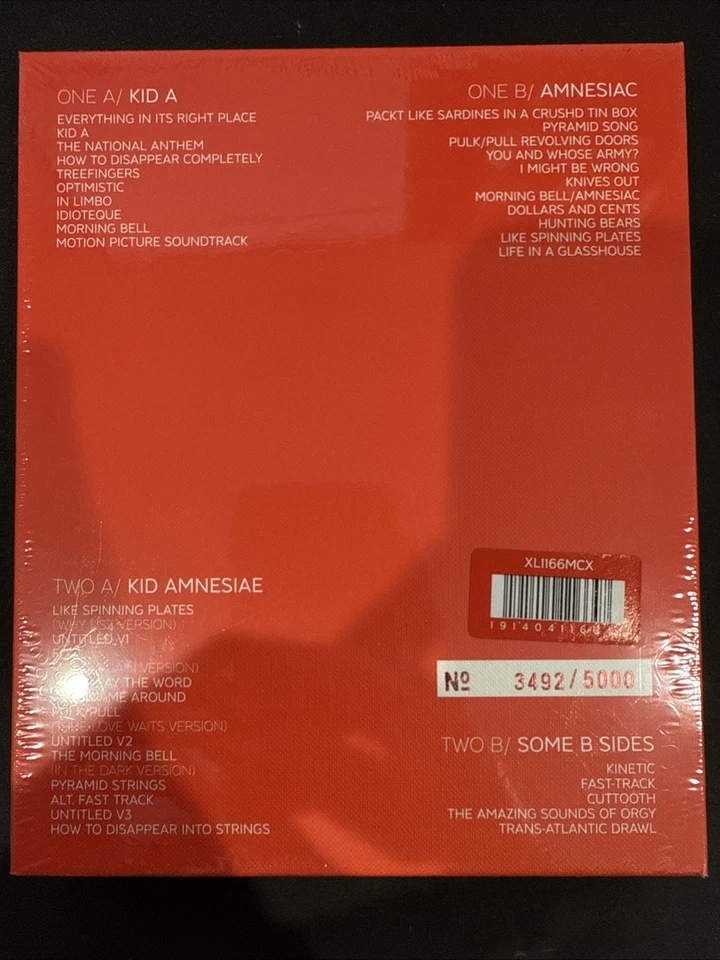 ONE A/ KID A
EVERYTHING IN ITS RIGHT PLACE
KID A
THE NATIONAL ANTHEM
HOW TO DISAPPEAR COMPLETELY
TREEFINGERS
OPTIMISTIC
IN LIMBO
IDIOTEQUE
MORNING BELL
MOTION PICTURE SOUNDTRACK
ONE B/ AMNESIAC
PACKT LIKE SARDINES IN A CRUSHD TIN BOX
PYRAMID SONG
PULK/PULL REVOLVING DOORS
YOU AND WHOSE ARMY?
I MIGHT BE WRONG
KNIVES OUT
MORNING BELL/AMNESIAC
DOLLARS AND CENTS
HUNTING BEARS
LIKE SPINNING PLATES
LIFE IN A GLASSHOUSE
TWO A/ KID AMNESIAE
LIKE SPINNING PLATES
(WHY US? VERSION)
UNTITLED V1
VERSION)
THE WORD
AROUND
LOVE WAITS VERSION)
UNTITLED V2
THE MORNING BELL
(IN THE DARK VERSION)
PYRAMID STRINGS
ALT. FAST TRACK
UNTITLED V3
HOW TO DISAPPEAR INTO STRINGS
XL1166MCX
Nº 3492/5000
TWO B/ SOME B SIDES
KINETIC
FAST-TRACK
CUTTOOTH
THE AMAZING SOUNDS OF ORGY
TRANS-ATLANTIC DRAWL